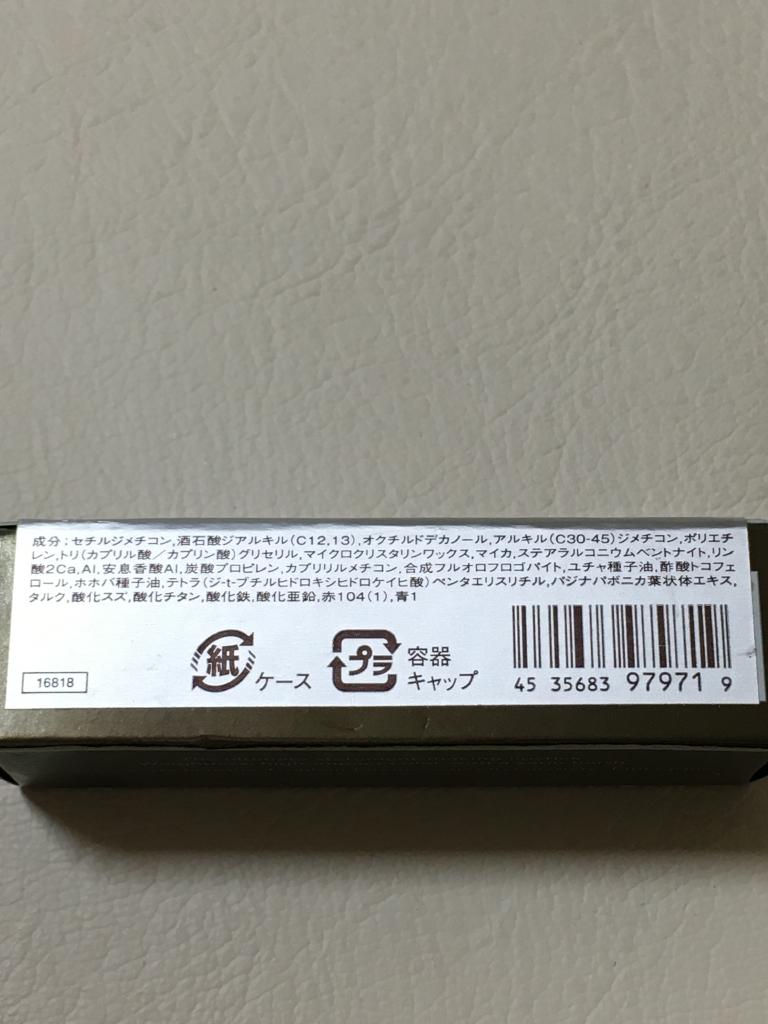 成分:セチルジメチコン,酒石酸ジアルキル(C12,13),オクチルドデカノール,アルキル(C30-45)ジメチコン,ポリエチ
レン,トリ(カプリル酸/カプリン酸)グリセリル,マイクロクリスタリンワックス,マイカ,ステアラルコニウムベントナイト,リン
酸2Ca,Al,安息香酸Al,炭酸プロピレン,カプリリルメチコン,合成フルオロフロゴパイト,ユチャ種子油,酢酸トコフェ
ロール,ホホバ種子油,テトラ(ジ-t-ブチルヒドロキシヒドロケイヒ酸)ペンタエリスリチル,パジナパボニカ葉状体エキス,
タルク,酸化スズ,酸化チタン,酸化鉄,酸化亜鉛,赤104(1),青1
16818
紙 ケース
プラ 容器
キャップ
45 35683 97971 9